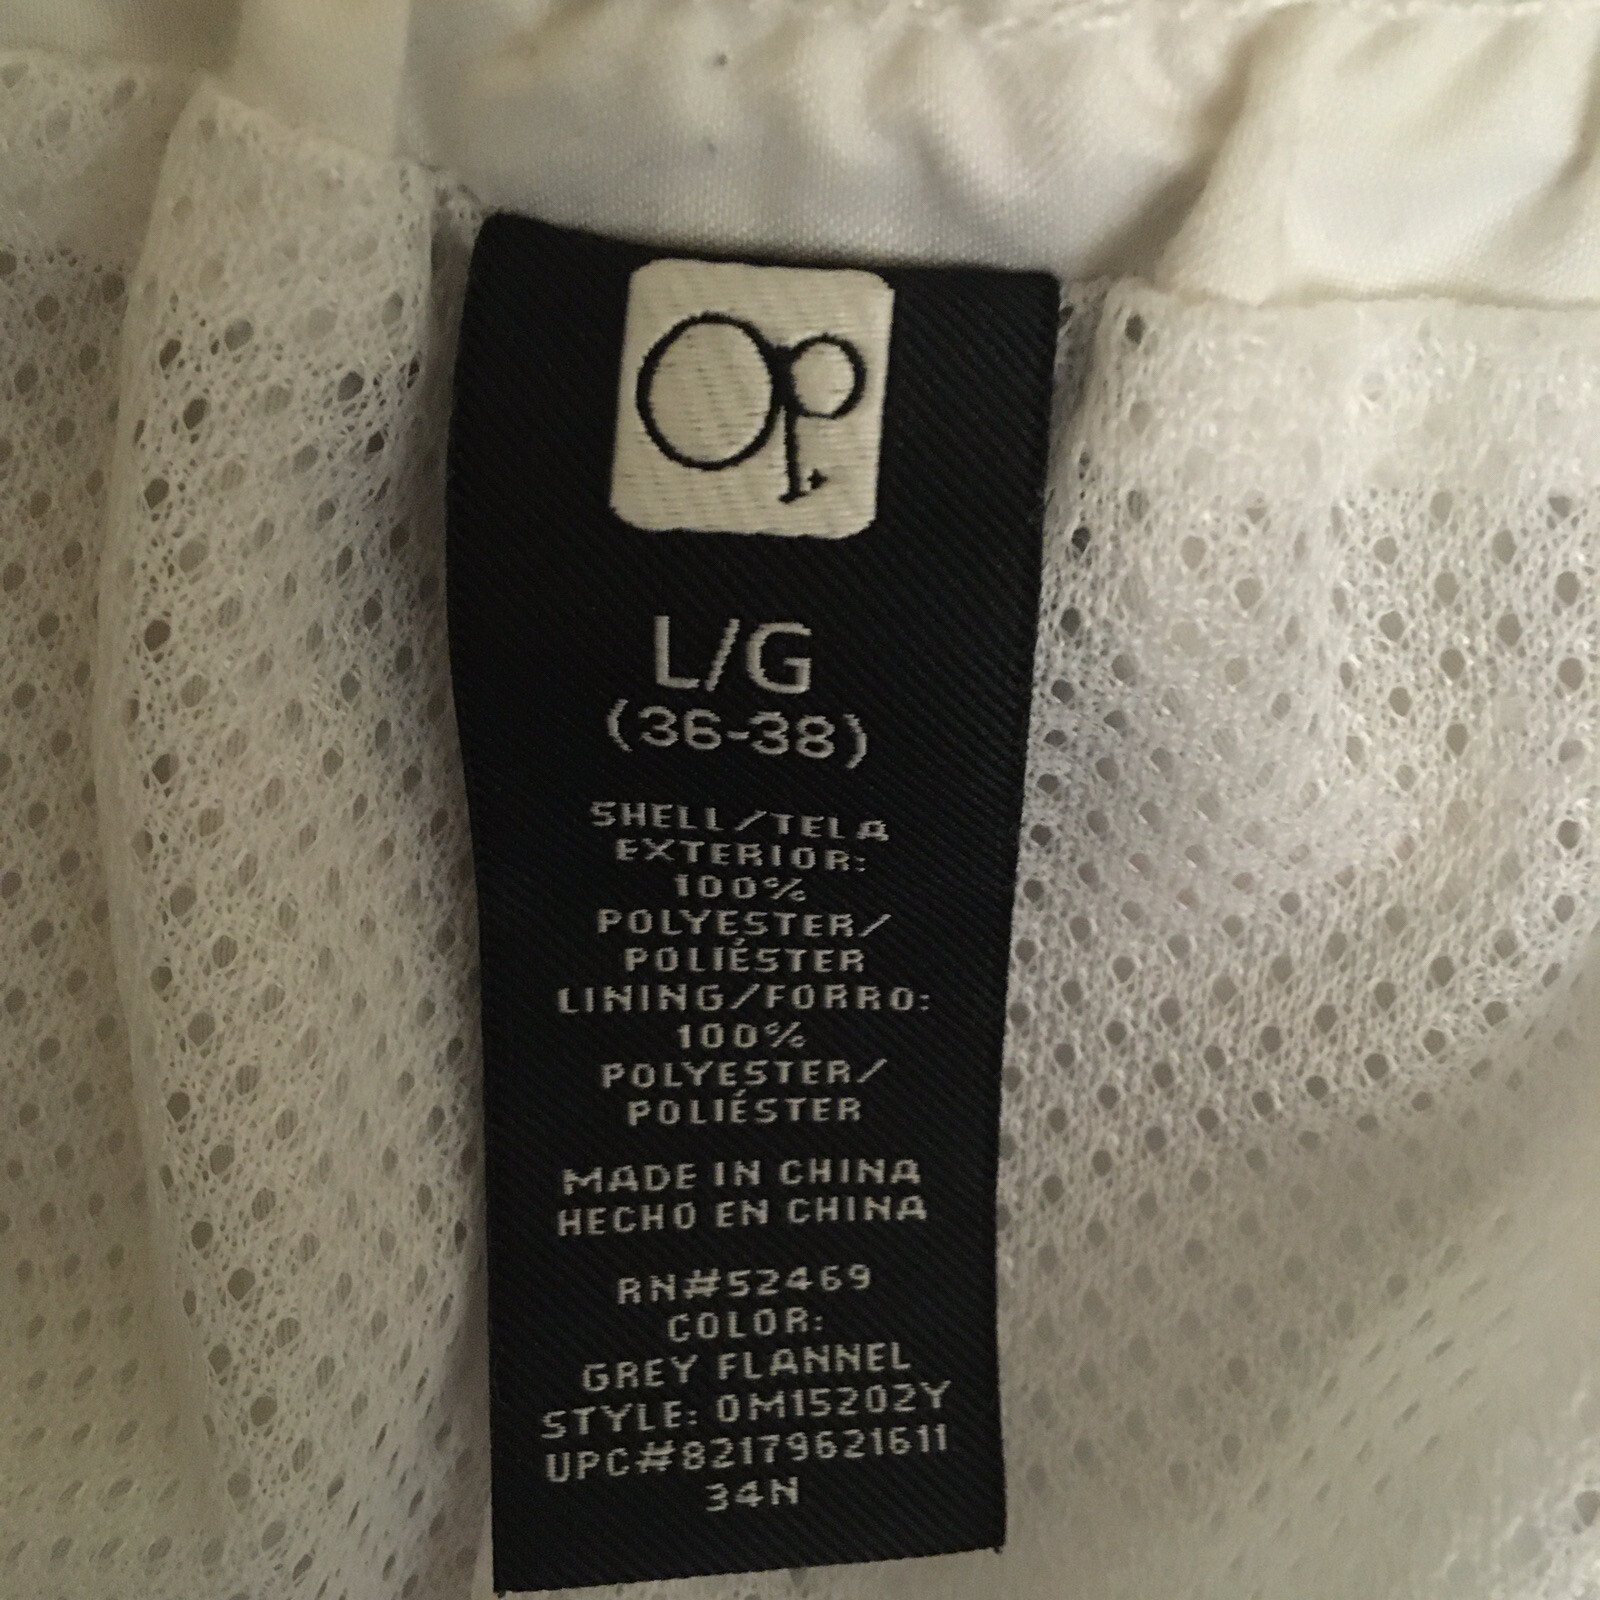 Op
L/G
(36-38)
SHELL/TELA
EXTERIOR:
100%
POLYESTER/
POLIÉSTER
LINING/FORRO:
100%
POLYESTER/
POLIÉSTER
MADE IN CHINA
HECHO EN CHINA
RN#52469
COLOR:
GREY FLANNEL
STYLE: OM15202Y
UPC#82179621611
34N